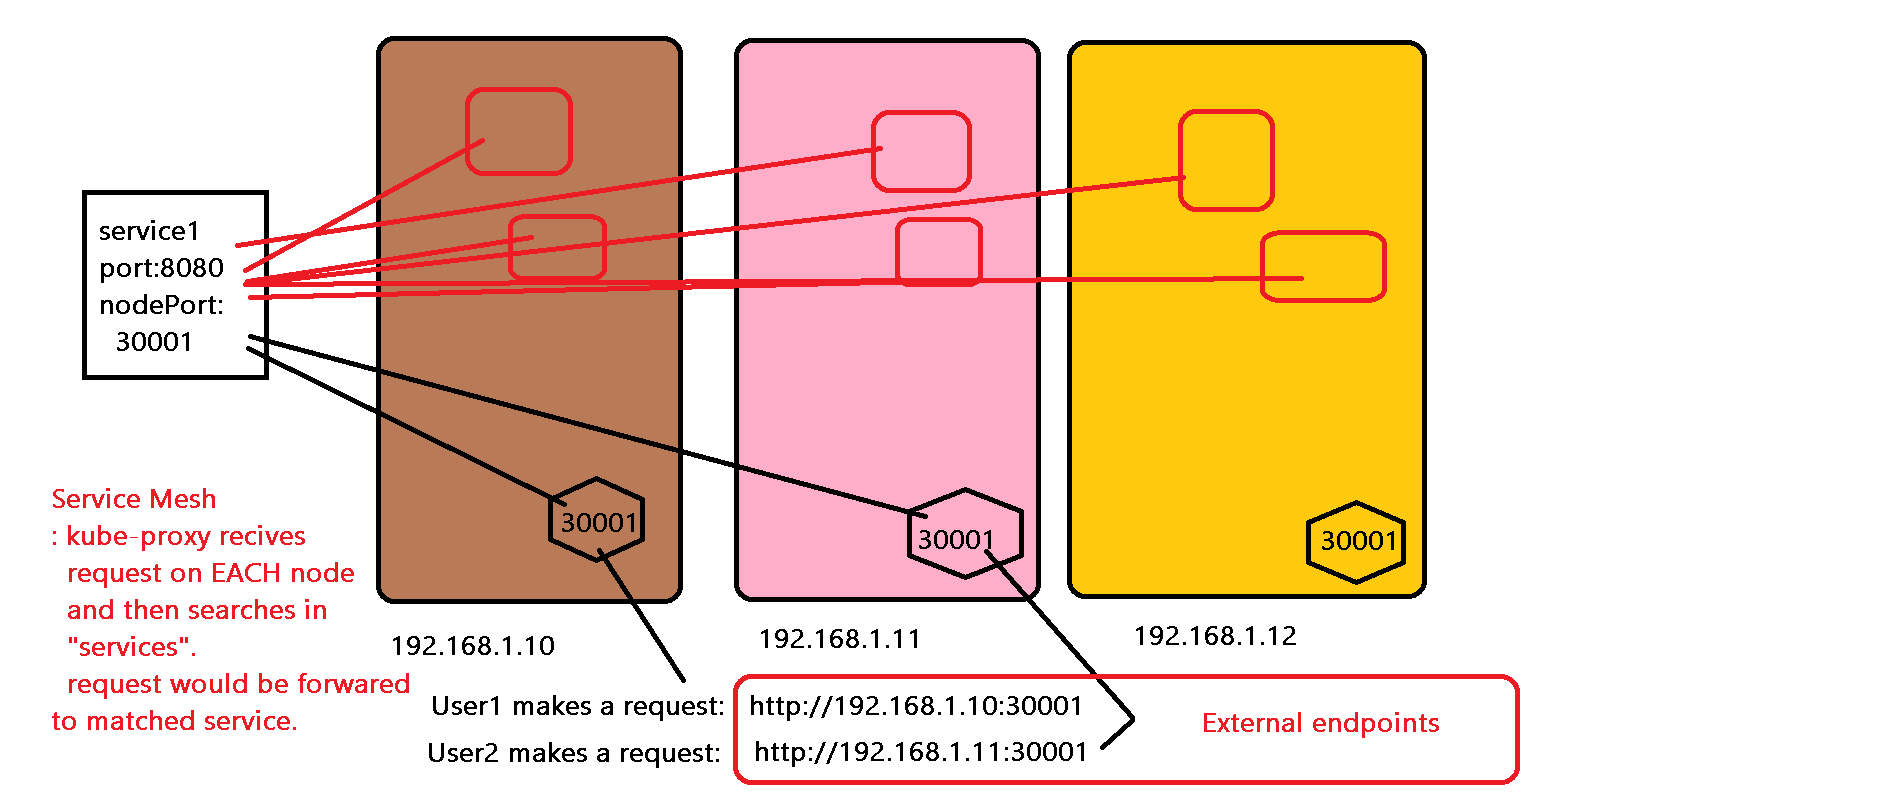 service1
port:8080
nodePort:
30001
30001
30001
30001
Service Mesh
: kube-proxy recives
request on EACH node
and then searches in
"services".
request would be forwared
to matched service.
192.168.1.10
192.168.1.11
192.168.1.12
User1 makes a request: http://192.168.1.10:30001
User2 makes a request: http://192.168.1.11:30001
External endpoints